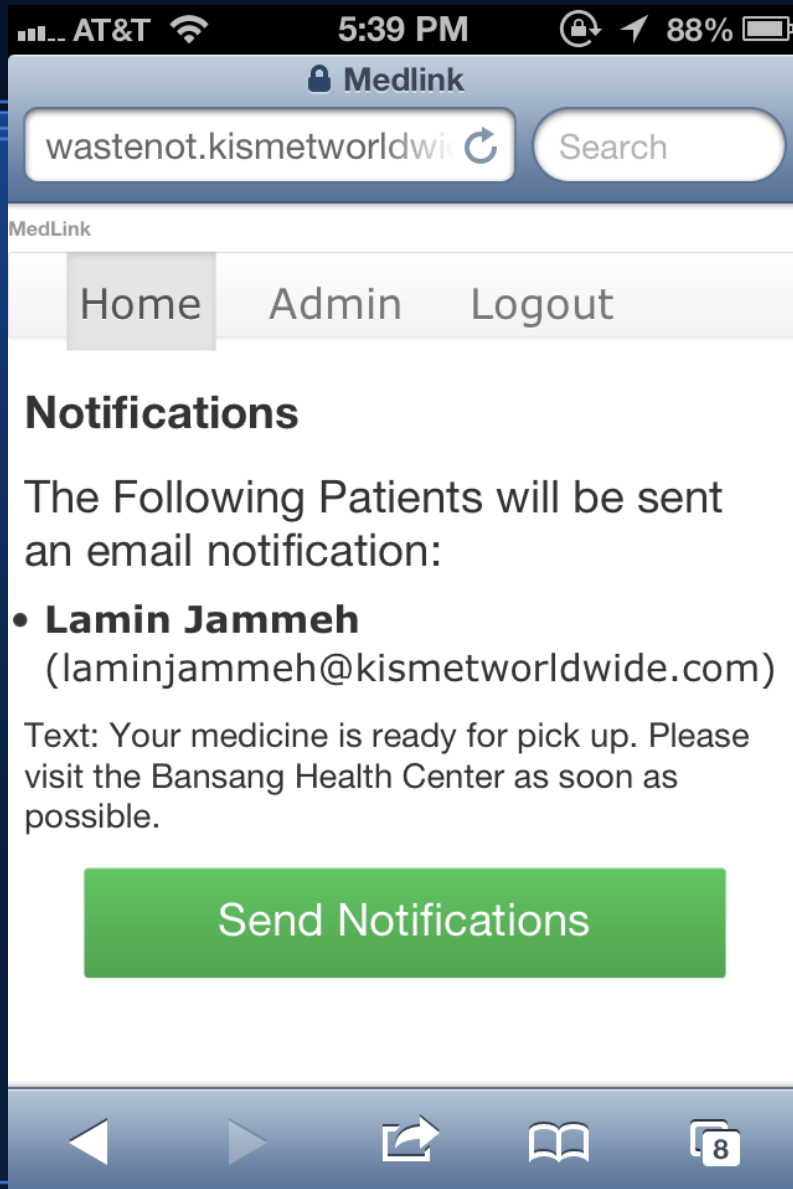 AT&T 5:39 PM 88%
Medlink
wastenot.kismetworldwi Search
MedLink
Home Admin Logout
Notifications
The Following Patients will be sent
an email notification:
• Lamin Jammeh
(laminjammeh@kismetworldwide.com)
Text: Your medicine is ready for pick up. Please
visit the Bansang Health Center as soon as
possible.
Send Notifications
8